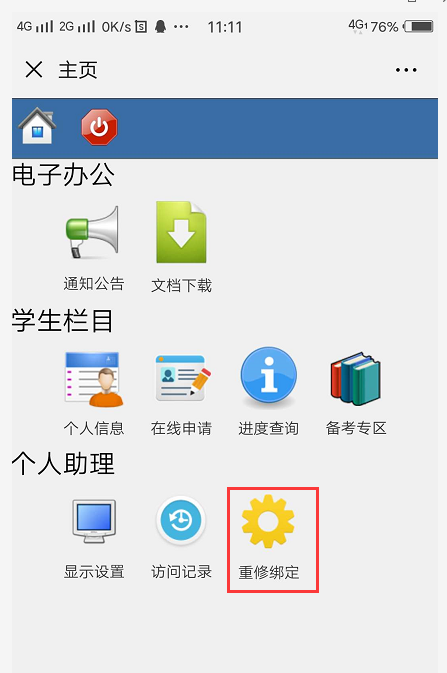 4G 2G 0K/s S 11:11 4G1 76%
主页
电子办公
通知公告 文档下载
学生栏目
个人信息 在线申请 进度查询 备考专区
个人助理
显示设置 访问记录 重修绑定